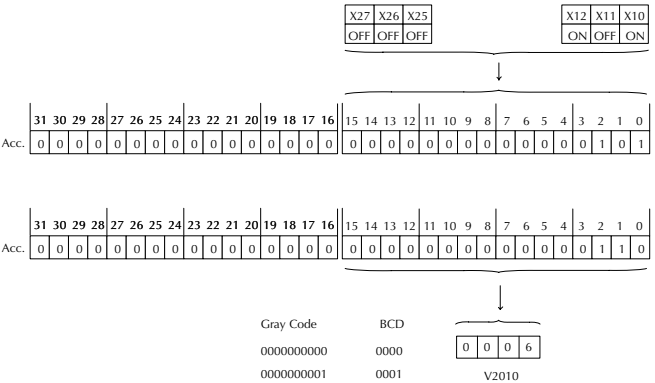 X27 X26 X25 X12 X11 X10
OFF OFF OFF ON OFF ON
31 30 29 28 27 26 25 24 23 22 21 20 19 18 17 16 15 14 13 12 11 10 9 8 7 6 5 4 3 2 1 0
Acc. 0 0 0 0 0 0 0 0 0 0 0 0 0 0 0 0 0 0 0 0 0 0 0 0 0 0 0 0 0 1 0 1
31 30 29 28 27 26 25 24 23 22 21 20 19 18 17 16 15 14 13 12 11 10 9 8 7 6 5 4 3 2 1 0
Acc. 0 0 0 0 0 0 0 0 0 0 0 0 0 0 0 0 0 0 0 0 0 0 0 0 0 0 0 0 0 1 1 0
Gray Code BCD
0000000000 0000 0 0 0 6
0000000001 0001 V2010